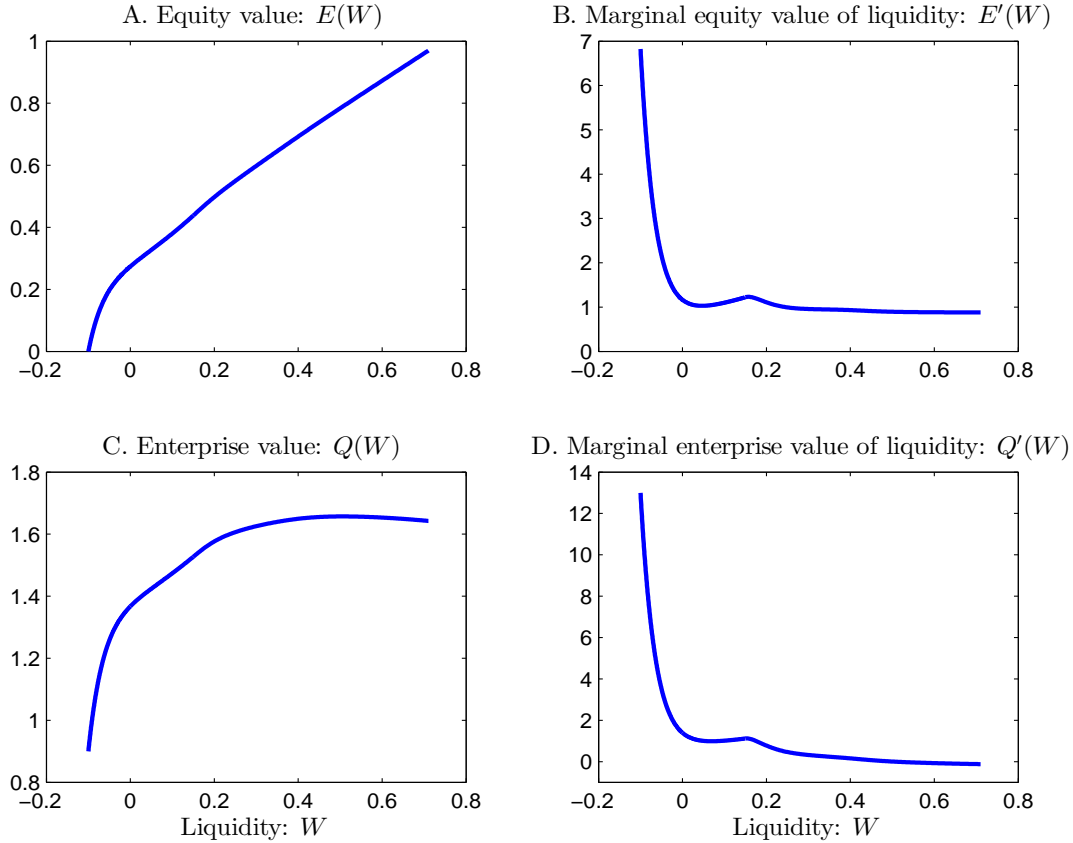 A. Equity value: E(W)
1
0.8
0.6
0.4
0.2
0
−0.2 0 0.2 0.4 0.6 0.8
B. Marginal equity value of liquidity: E′(W)
7
6
5
4
3
2
1
0
−0.2 0 0.2 0.4 0.6 0.8
C. Enterprise value: Q(W)
1.8
1.6
1.4
1.2
1
0.8
−0.2 0 0.2 0.4 0.6 0.8
Liquidity: W
D. Marginal enterprise value of liquidity: Q′(W)
14
12
10
8
6
4
2
0
−0.2 0 0.2 0.4 0.6 0.8
Liquidity: W